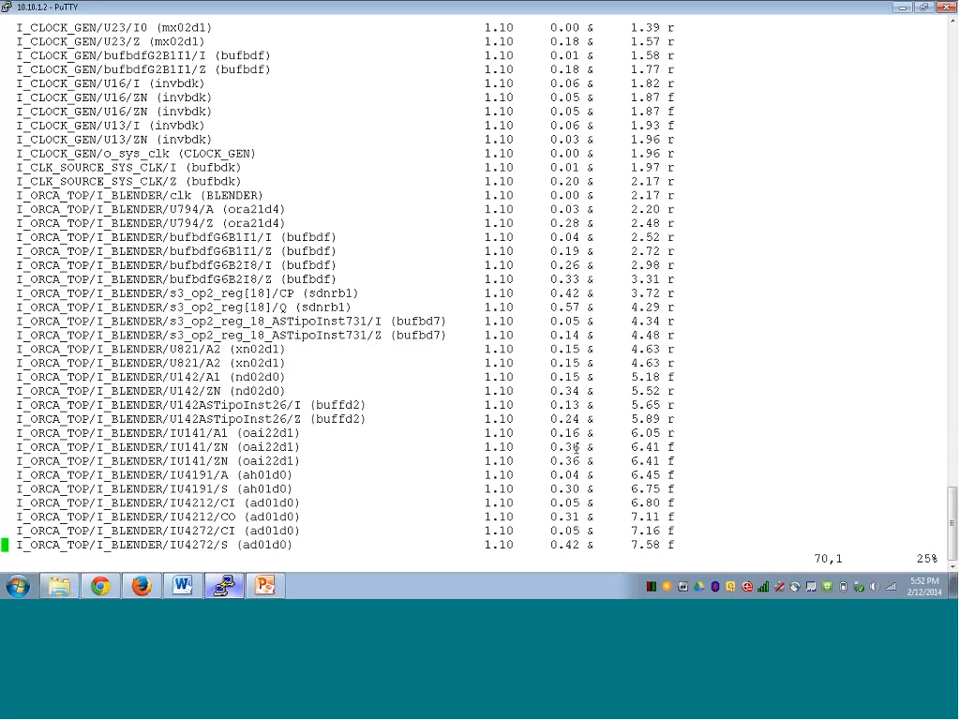 10.10.1.2 - PuTTY
I_CLOCK_GEN/U23/I0 (mx02d1) 1.10 0.00 & 1.39 r
I_CLOCK_GEN/U23/Z (mx02d1) 1.10 0.18 & 1.57 r
I_CLOCK_GEN/bufbdfG2B1I1/I (bufbdf) 1.10 0.01 & 1.58 r
I_CLOCK_GEN/bufbdfG2B1I1/Z (bufbdf) 1.10 0.18 & 1.77 r
I_CLOCK_GEN/U16/I (invbdk) 1.10 0.06 & 1.82 r
I_CLOCK_GEN/U16/ZN (invbdk) 1.10 0.05 & 1.87 f
I_CLOCK_GEN/U16/ZN (invbdk) 1.10 0.05 & 1.87 f
I_CLOCK_GEN/U13/I (invbdk) 1.10 0.06 & 1.93 f
I_CLOCK_GEN/U13/ZN (invbdk) 1.10 0.03 & 1.96 r
I_CLOCK_GEN/o_sys_clk (CLOCK_GEN) 1.10 0.00 & 1.96 r
I_CLK_SOURCE_SYS_CLK/I (bufbdk) 1.10 0.01 & 1.97 r
I_CLK_SOURCE_SYS_CLK/Z (bufbdk) 1.10 0.20 & 2.17 r
I_ORCA_TOP/I_BLENDER/clk (BLENDER) 1.10 0.00 & 2.17 r
I_ORCA_TOP/I_BLENDER/U794/A (ora21d4) 1.10 0.03 & 2.20 r
I_ORCA_TOP/I_BLENDER/U794/Z (ora21d4) 1.10 0.28 & 2.48 r
I_ORCA_TOP/I_BLENDER/bufbdfG6B1I1/I (bufbdf) 1.10 0.04 & 2.52 r
I_ORCA_TOP/I_BLENDER/bufbdfG6B1I1/Z (bufbdf) 1.10 0.19 & 2.72 r
I_ORCA_TOP/I_BLENDER/bufbdfG6B2I8/I (bufbdf) 1.10 0.26 & 2.98 r
I_ORCA_TOP/I_BLENDER/bufbdfG6B2I8/Z (bufbdf) 1.10 0.33 & 3.31 r
I_ORCA_TOP/I_BLENDER/s3_op2_reg[18]/CP (sdnrb1) 1.10 0.42 & 3.72 r
I_ORCA_TOP/I_BLENDER/s3_op2_reg[18]/Q (sdnrb1) 1.10 0.57 & 4.29 r
I_ORCA_TOP/I_BLENDER/s3_op2_reg_18_ASTipoInst731/I (bufbd7) 1.10 0.05 & 4.34 r
I_ORCA_TOP/I_BLENDER/s3_op2_reg_18_ASTipoInst731/Z (bufbd7) 1.10 0.14 & 4.48 r
I_ORCA_TOP/I_BLENDER/U821/A2 (xn02d1) 1.10 0.15 & 4.63 r
I_ORCA_TOP/I_BLENDER/U821/A2 (xn02d1) 1.10 0.15 & 4.63 r
I_ORCA_TOP/I_BLENDER/U142/A1 (nd02d0) 1.10 0.15 & 5.18 f
I_ORCA_TOP/I_BLENDER/U142/ZN (nd02d0) 1.10 0.34 & 5.52 r
I_ORCA_TOP/I_BLENDER/U142ASTipoInst26/I (buffd2) 1.10 0.13 & 5.65 r
I_ORCA_TOP/I_BLENDER/U142ASTipoInst26/Z (buffd2) 1.10 0.24 & 5.89 r
I_ORCA_TOP/I_BLENDER/IU141/A1 (oai22d1) 1.10 0.16 & 6.05 r
I_ORCA_TOP/I_BLENDER/IU141/ZN (oai22d1) 1.10 0.36 & 6.41 f
I_ORCA_TOP/I_BLENDER/IU141/ZN (oai22d1) 1.10 0.36 & 6.41 f
I_ORCA_TOP/I_BLENDER/IU4191/A (ah01d0) 1.10 0.04 & 6.45 f
I_ORCA_TOP/I_BLENDER/IU4191/S (ah01d0) 1.10 0.30 & 6.75 f
I_ORCA_TOP/I_BLENDER/IU4212/CI (ad01d0) 1.10 0.05 & 6.80 f
I_ORCA_TOP/I_BLENDER/IU4212/CO (ad01d0) 1.10 0.31 & 7.11 f
I_ORCA_TOP/I_BLENDER/IU4272/CI (ad01d0) 1.10 0.05 & 7.16 f
I_ORCA_TOP/I_BLENDER/IU4272/S (ad01d0) 1.10 0.42 & 7.58 f
70,1 25%
5:52 PM
2/12/2014